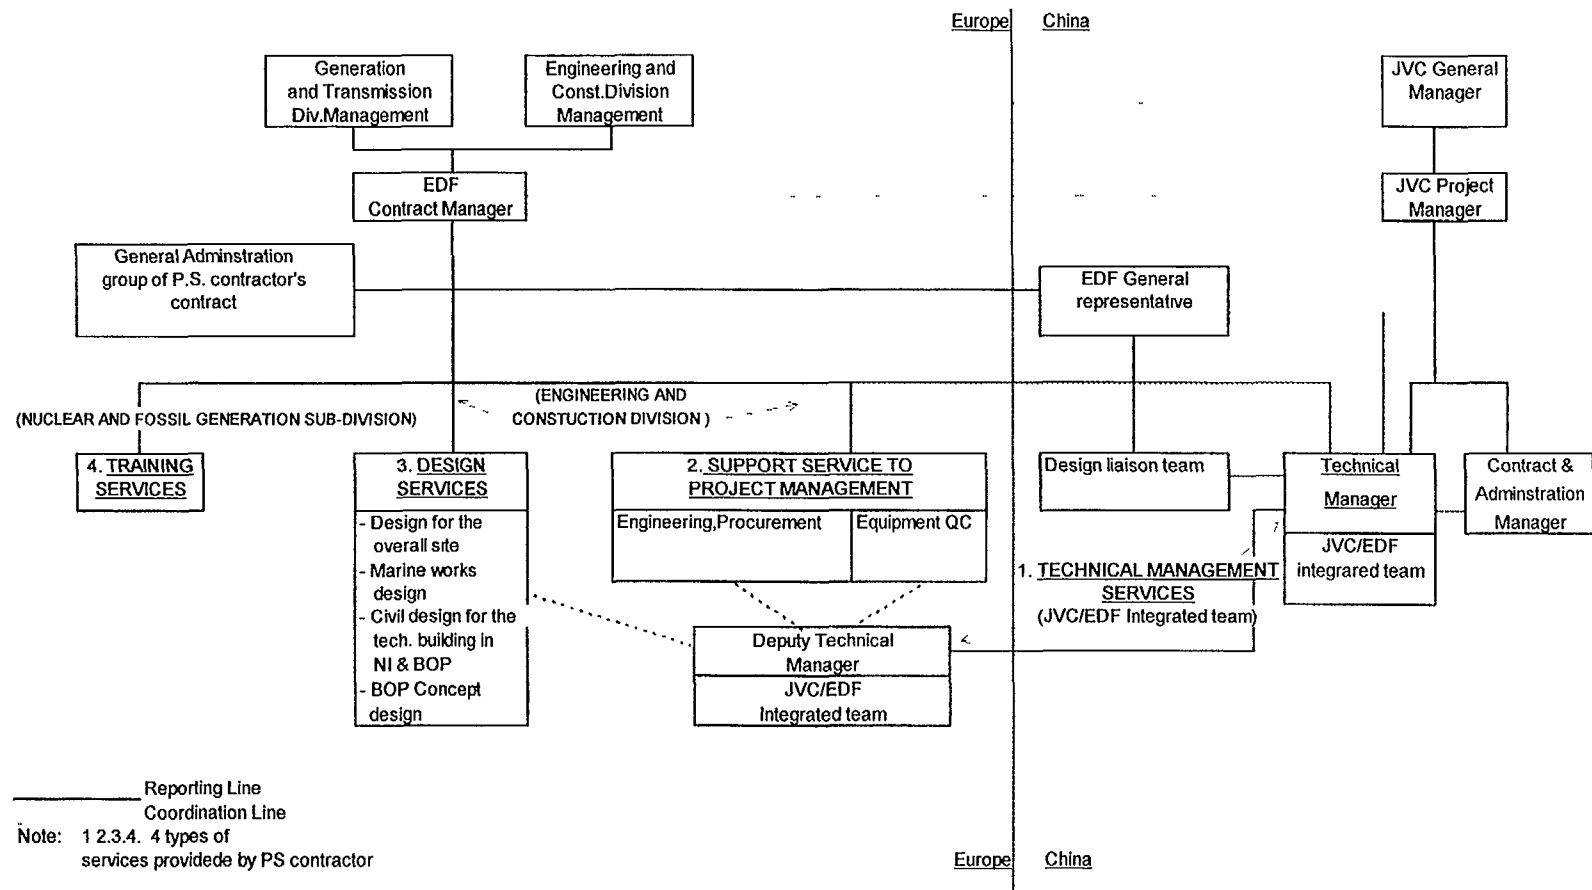 Europe
China
Generation
and Transmission
Div.Management
Engineering and
Const.Division
Management
JVC General
Manager
EDF
Contract Manager
JVC Project
Manager
General Adminstration
group of P.S. contractor's
contract
EDF General
representative
(ENGINEERING AND
CONSTUCTION DIVISION )
(NUCLEAR AND FOSSIL GENERATION SUB-DIVISION)
4. TRAINING
SERVICES
3. DESIGN
SERVICES
- Design for the
overall site
- Marine works
design
- Civil design for the
tech. building in
NI & BOP
- BOP Concept
design
2. SUPPORT SERVICE TO
PROJECT MANAGEMENT
Engineering,Procurement
Equipment QC
Design liaison team
Technical
Manager
JVC/EDF
integrared team
Contract &
Adminstration
Manager
1. TECHNICAL MANAGEMENT
SERVICES
(JVC/EDF Integrated team)
Deputy Technical
Manager
JVC/EDF
Integrated team
Reporting Line
Coordination Line
Note: 1 2.3.4. 4 types of
services providede by PS contractor
Europe
China